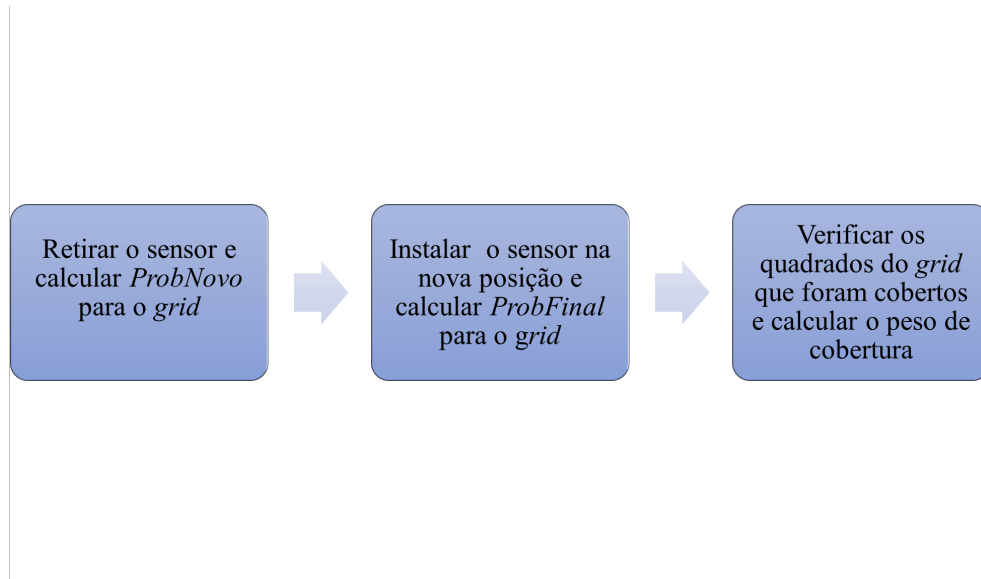 Retirar o sensor e
calcular ProbNovo
para o grid
Instalar  o sensor na
nova posição e
calcular ProbFinal
para o grid
Verificar os
quadrados do grid
que foram cobertos
e calcular o peso de
cobertura